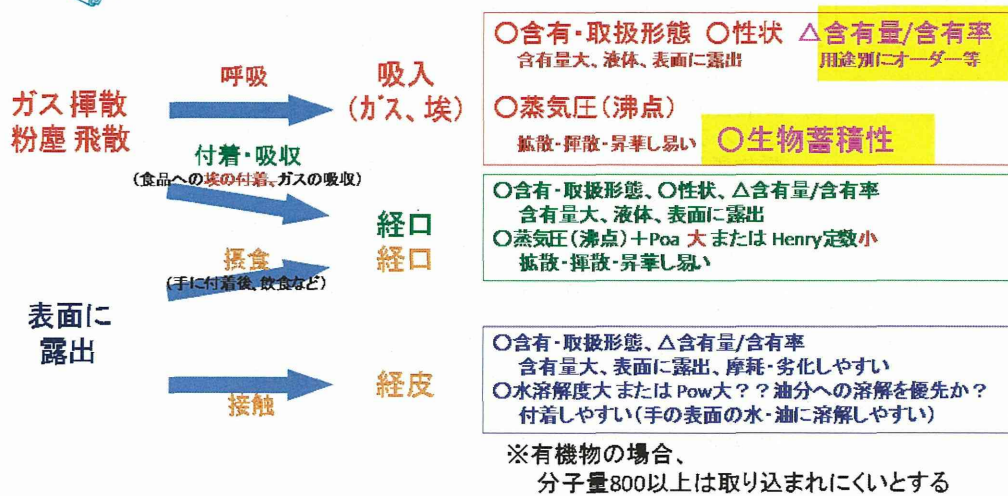 ガス 揮散
粉塵 飛散
呼吸
吸入
(ガス、埃)
付着・吸収
(食品への埃の付着、ガスの吸収)
経口
摂食
(手に付着後、飲食など)
経口
表面に
露出
接触
経皮
○含有・取扱形態 ○性状 △含有量/含有率
含有量大、液体、表面に露出 用途別にオーダー等
○蒸気圧(沸点)
拡散・揮散・昇華し易い ○生物蓄積性
○含有・取扱形態、○性状、△含有量/含有率
含有量大、液体、表面に露出
○蒸気圧(沸点)+Poa 大 または Henry定数小
拡散・揮散・昇華し易い
○含有・取扱形態、△含有量/含有率
含有量大、表面に露出、摩耗・劣化しやすい
○水溶解度大 または Pow大??油分への溶解を優先か?
付着しやすい(手の表面の水・油に溶解しやすい)
※有機物の場合、
分子量800以上は取り込まれにくいとする